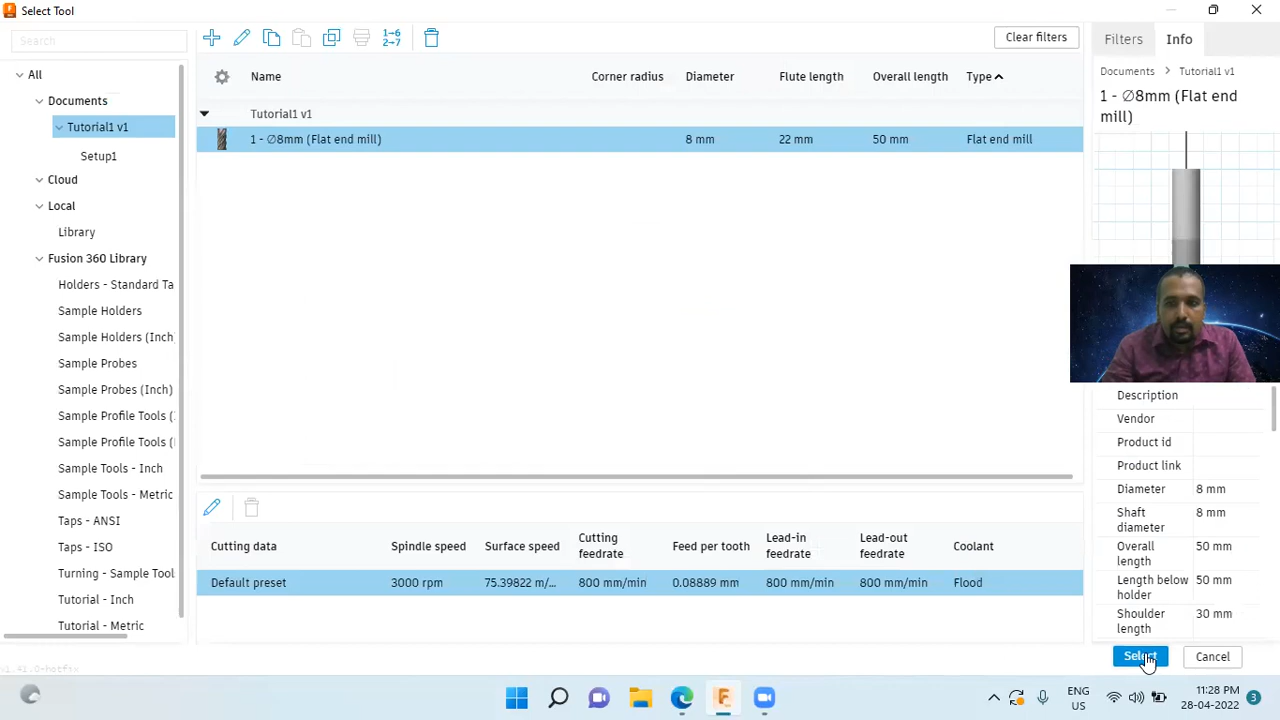 Select Tool
Search
Clear filters
Filters
Info
All
Name
Corner radius
Diameter
Flute length
Overall length
Type
Documents > Tutorial1 v1
Documents
Tutorial1 v1
1 - ∅8mm (Flat end
mill)
Tutorial1 v1
1 - ∅8mm (Flat end mill)
8 mm
22 mm
50 mm
Flat end mill
Setup1
Cloud
Local
Library
Fusion 360 Library
Holders - Standard Ta
Sample Holders
Sample Holders (Inch)
Sample Probes
Sample Probes (Inch)
Sample Profile Tools (
Sample Profile Tools (
Sample Tools - Inch
Sample Tools - Metric
Taps - ANSI
Taps - ISO
Turning - Sample Tool
Tutorial - Inch
Tutorial - Metric
Description
Vendor
Product id
Product link
Diameter 8 mm
Shaft
diameter 8 mm
Overall
length 50 mm
Length below
holder 50 mm
Shoulder
length 30 mm
Cutting data
Spindle speed
Surface speed
Cutting
feedrate
Feed per tooth
Lead-in
feedrate
Lead-out
feedrate
Coolant
Default preset
3000 rpm
75.39822 m/...
800 mm/min
0.08889 mm
800 mm/min
800 mm/min
Flood
Select
Cancel
v1.41.0-hotfix
ENG
US
11:28 PM
28-04-2022
3